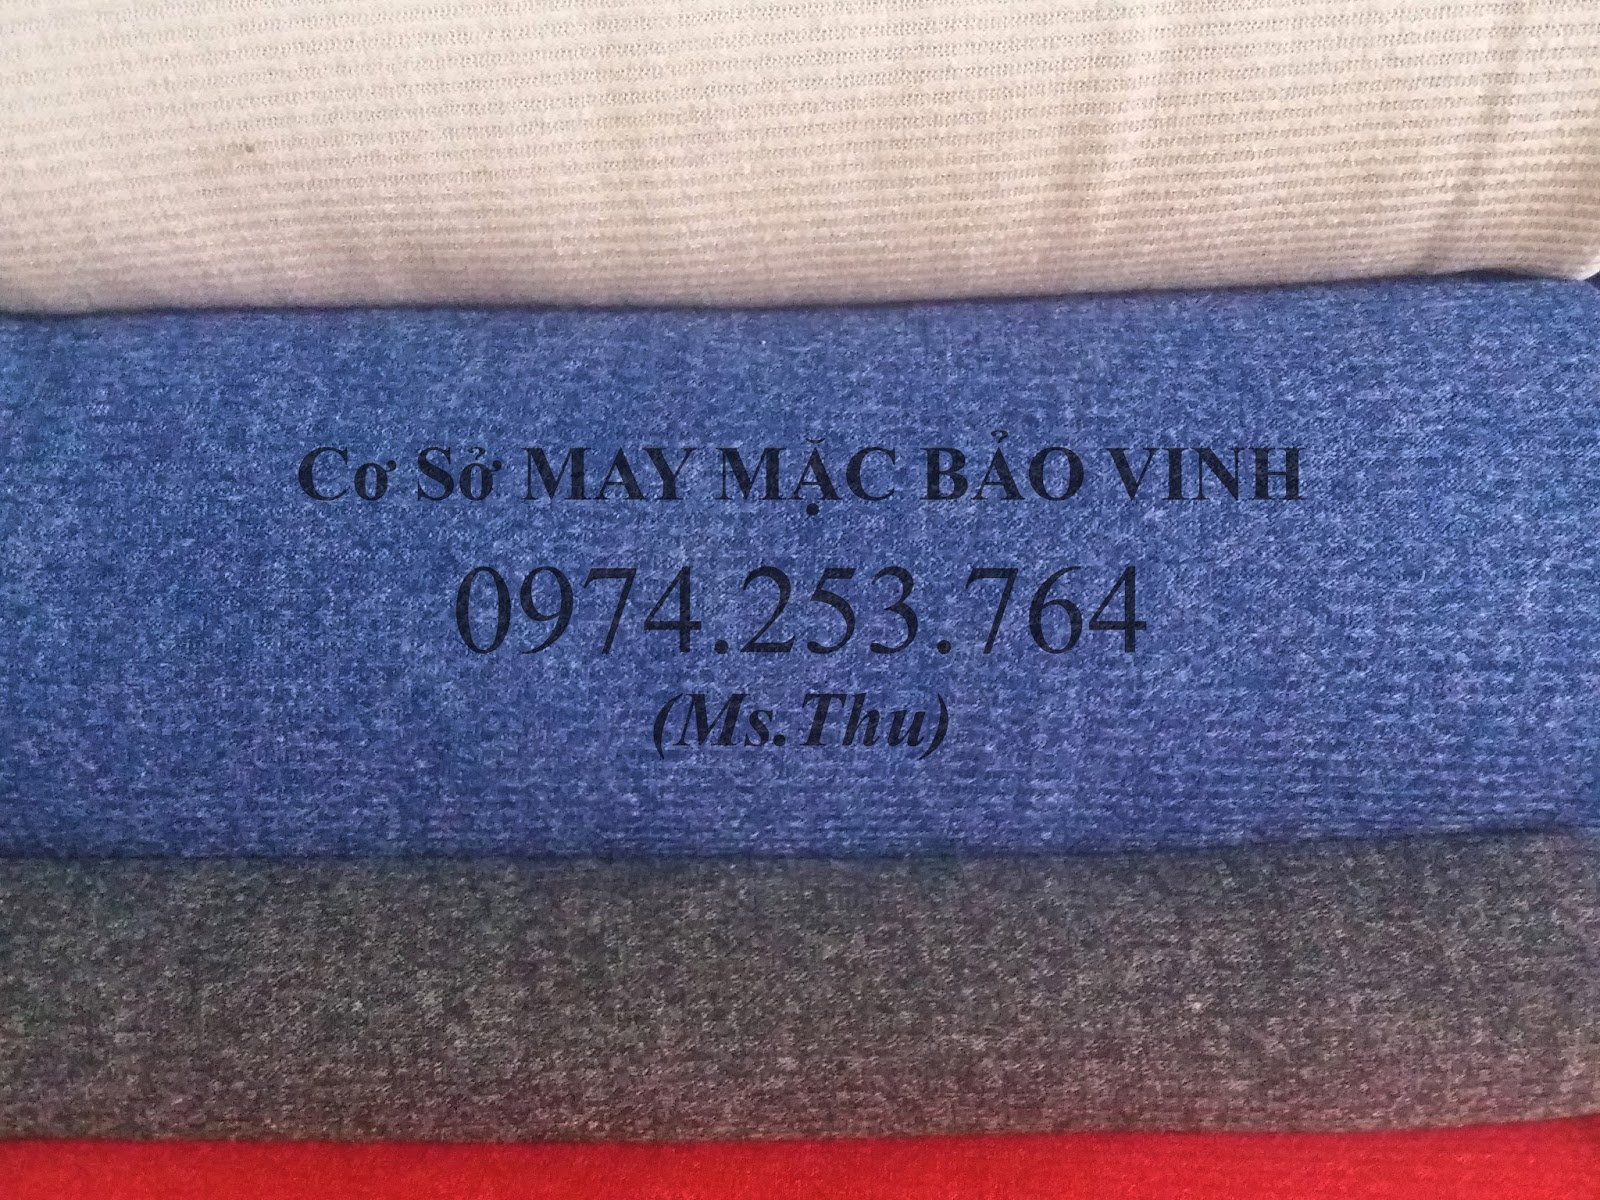 Cơ Sở MAY MẶC BẢO VINH
0974.253.764
(Ms.Thu)